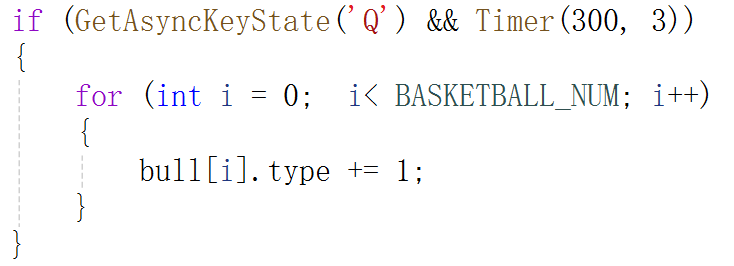 if (GetAsyncKeyState('Q') && Timer(300, 3))
{
for (int i = 0;  i< BASKETBALL_NUM; i++)
{
bull[i].type += 1;
}
}